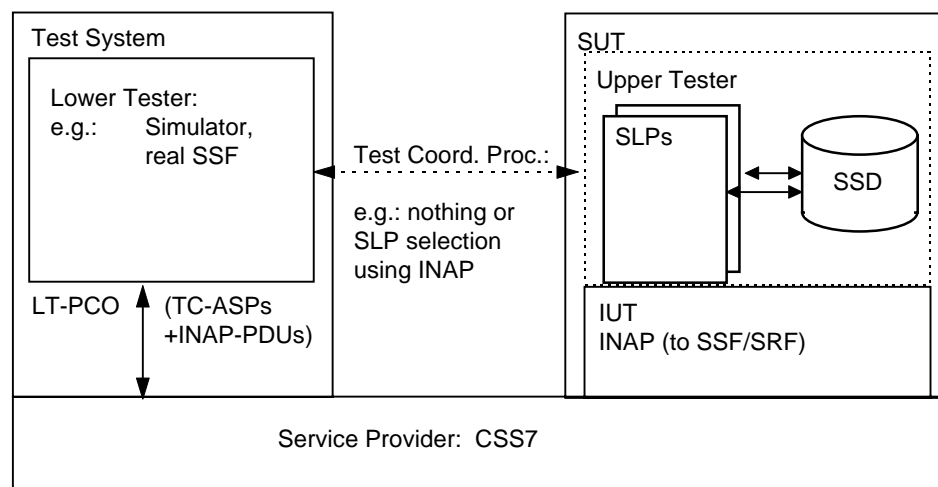 Test System
Lower Tester:
e.g.: Simulator,
real SSF
LT-PCO (TC-ASPs
+INAP-PDUs)
Test Coord. Proc.:
e.g.: nothing or
SLP selection
using INAP
SUT
Upper Tester
SLPs
SSD
IUT
INAP (to SSF/SRF)
Service Provider: CSS7